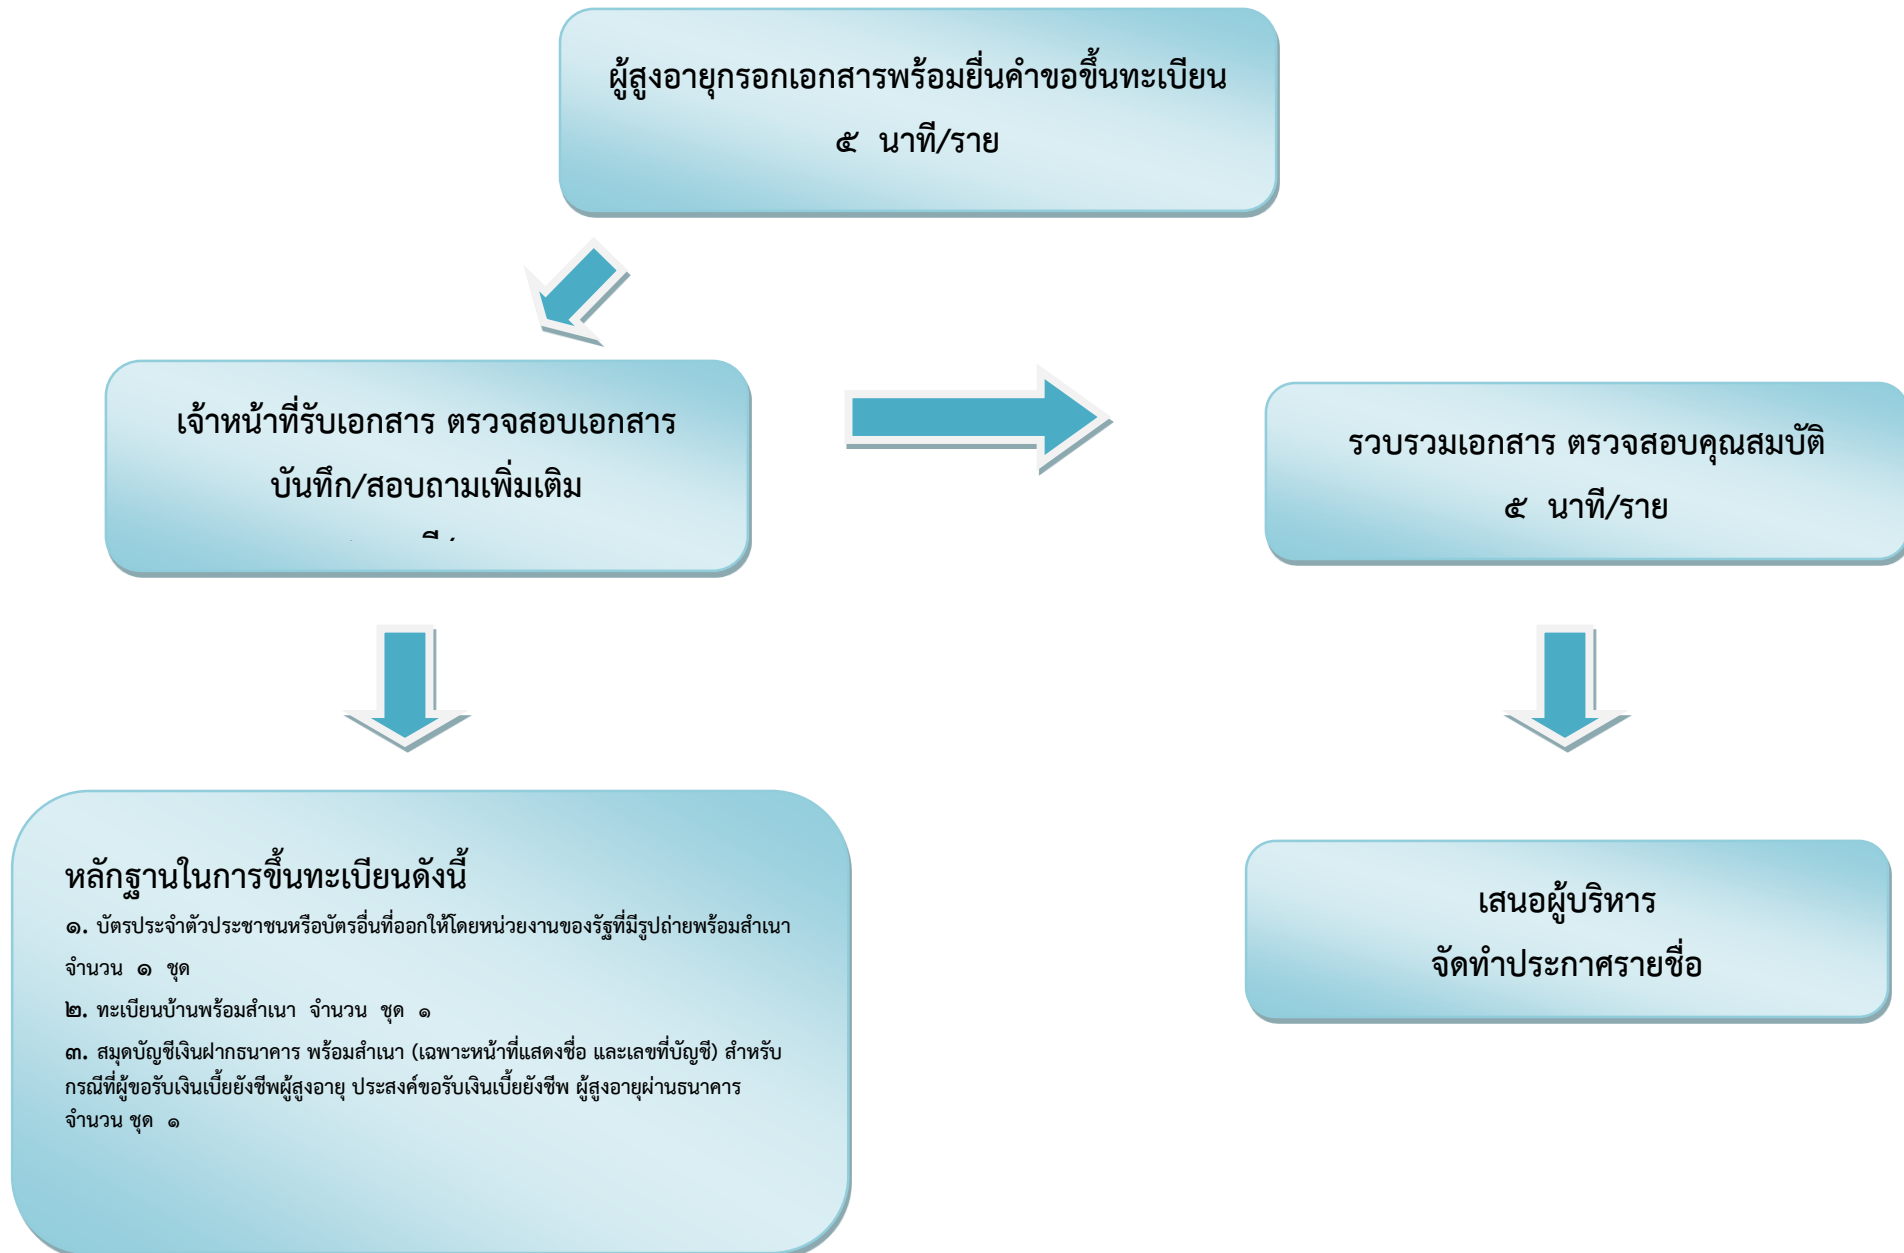 ผู้สูงอายุกรอกเอกสารพร้อมยื่นคำขอขึ้นทะเบียน
๕ นาที/ราย
เจ้าหน้าที่รับเอกสาร ตรวจสอบเอกสาร
บันทึก/สอบถามเพิ่มเติม
รวบรวมเอกสาร ตรวจสอบคุณสมบัติ
๕ นาที/ราย
หลักฐานในการขึ้นทะเบียนดังนี้
๑. บัตรประจำตัวประชาชนหรือบัตรอื่นที่ออกให้โดยหน่วยงานของรัฐที่มีรูปถ่ายพร้อมสำเนา
จำนวน ๑ ชุด
๒. ทะเบียนบ้านพร้อมสำเนา จำนวน ชุด ๑
๓. สมุดบัญชีเงินฝากธนาคาร พร้อมสำเนา (เฉพาะหน้าที่แสดงชื่อ และเลขที่บัญชี) สำหรับ
กรณีที่ผู้ขอรับเงินเบี้ยยังชีพผู้สูงอายุ ประสงค์ขอรับเงินเบี้ยยังชีพ ผู้สูงอายุผ่านธนาคาร
จำนวน ชุด ๑
เสนอผู้บริหาร
จัดทำประกาศรายชื่อ